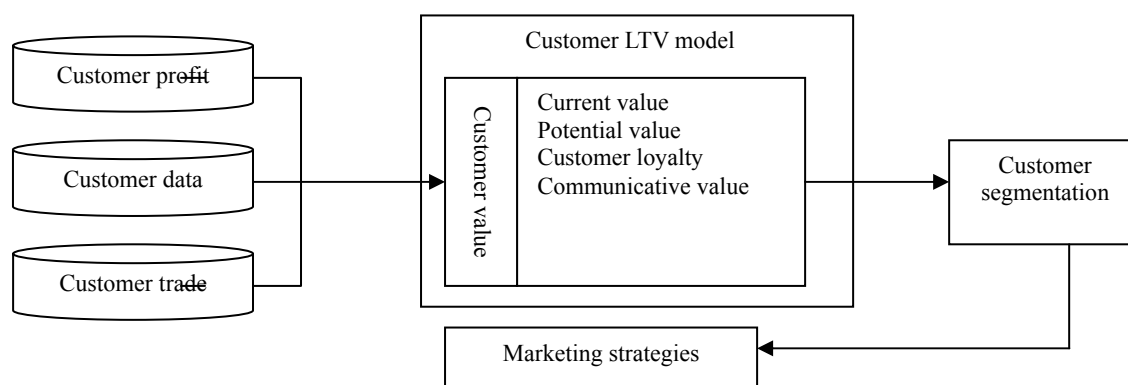 Customer LTV model
Customer profit
Customer data
Customer trade
Customer value
Current value
Potential value
Customer loyalty
Communicative value
Customer
segmentation
Marketing strategies